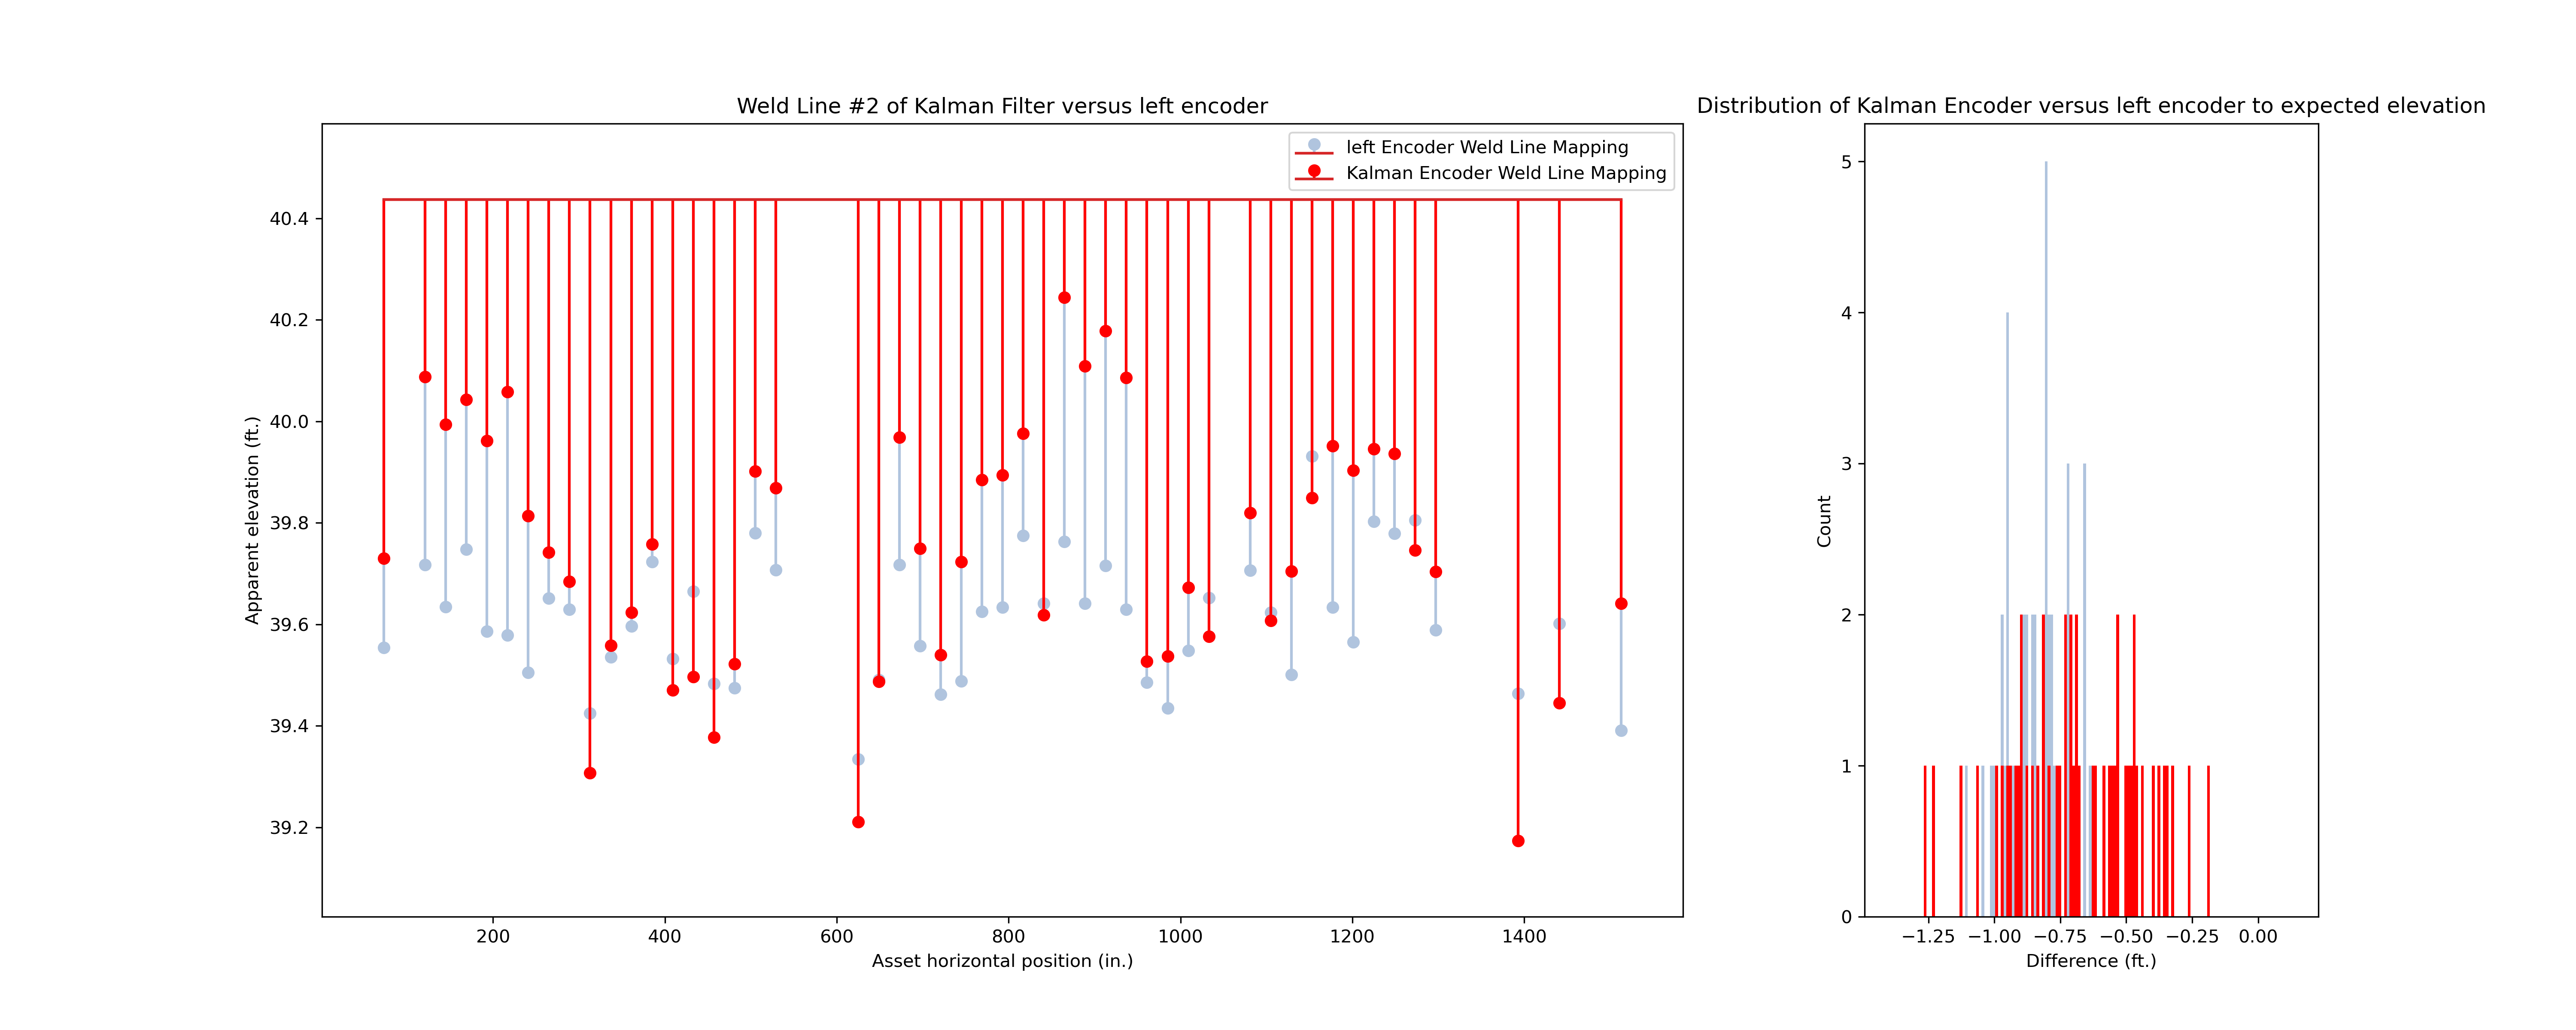 Weld Line #2 of Kalman Filter versus left encoder
left Encoder Weld Line Mapping
Kalman Encoder Weld Line Mapping
Apparent elevation (ft.)
40.4
40.2
40.0
39.8
39.6
39.4
39.2
200 400 600 800 1000 1200 1400
Asset horizontal position (in.)
Distribution of Kalman Encoder versus left encoder to expected elevation
Count
5
4
3
2
1
0
−1.25 −1.00 −0.75 −0.50 −0.25 0.00
Difference (ft.)